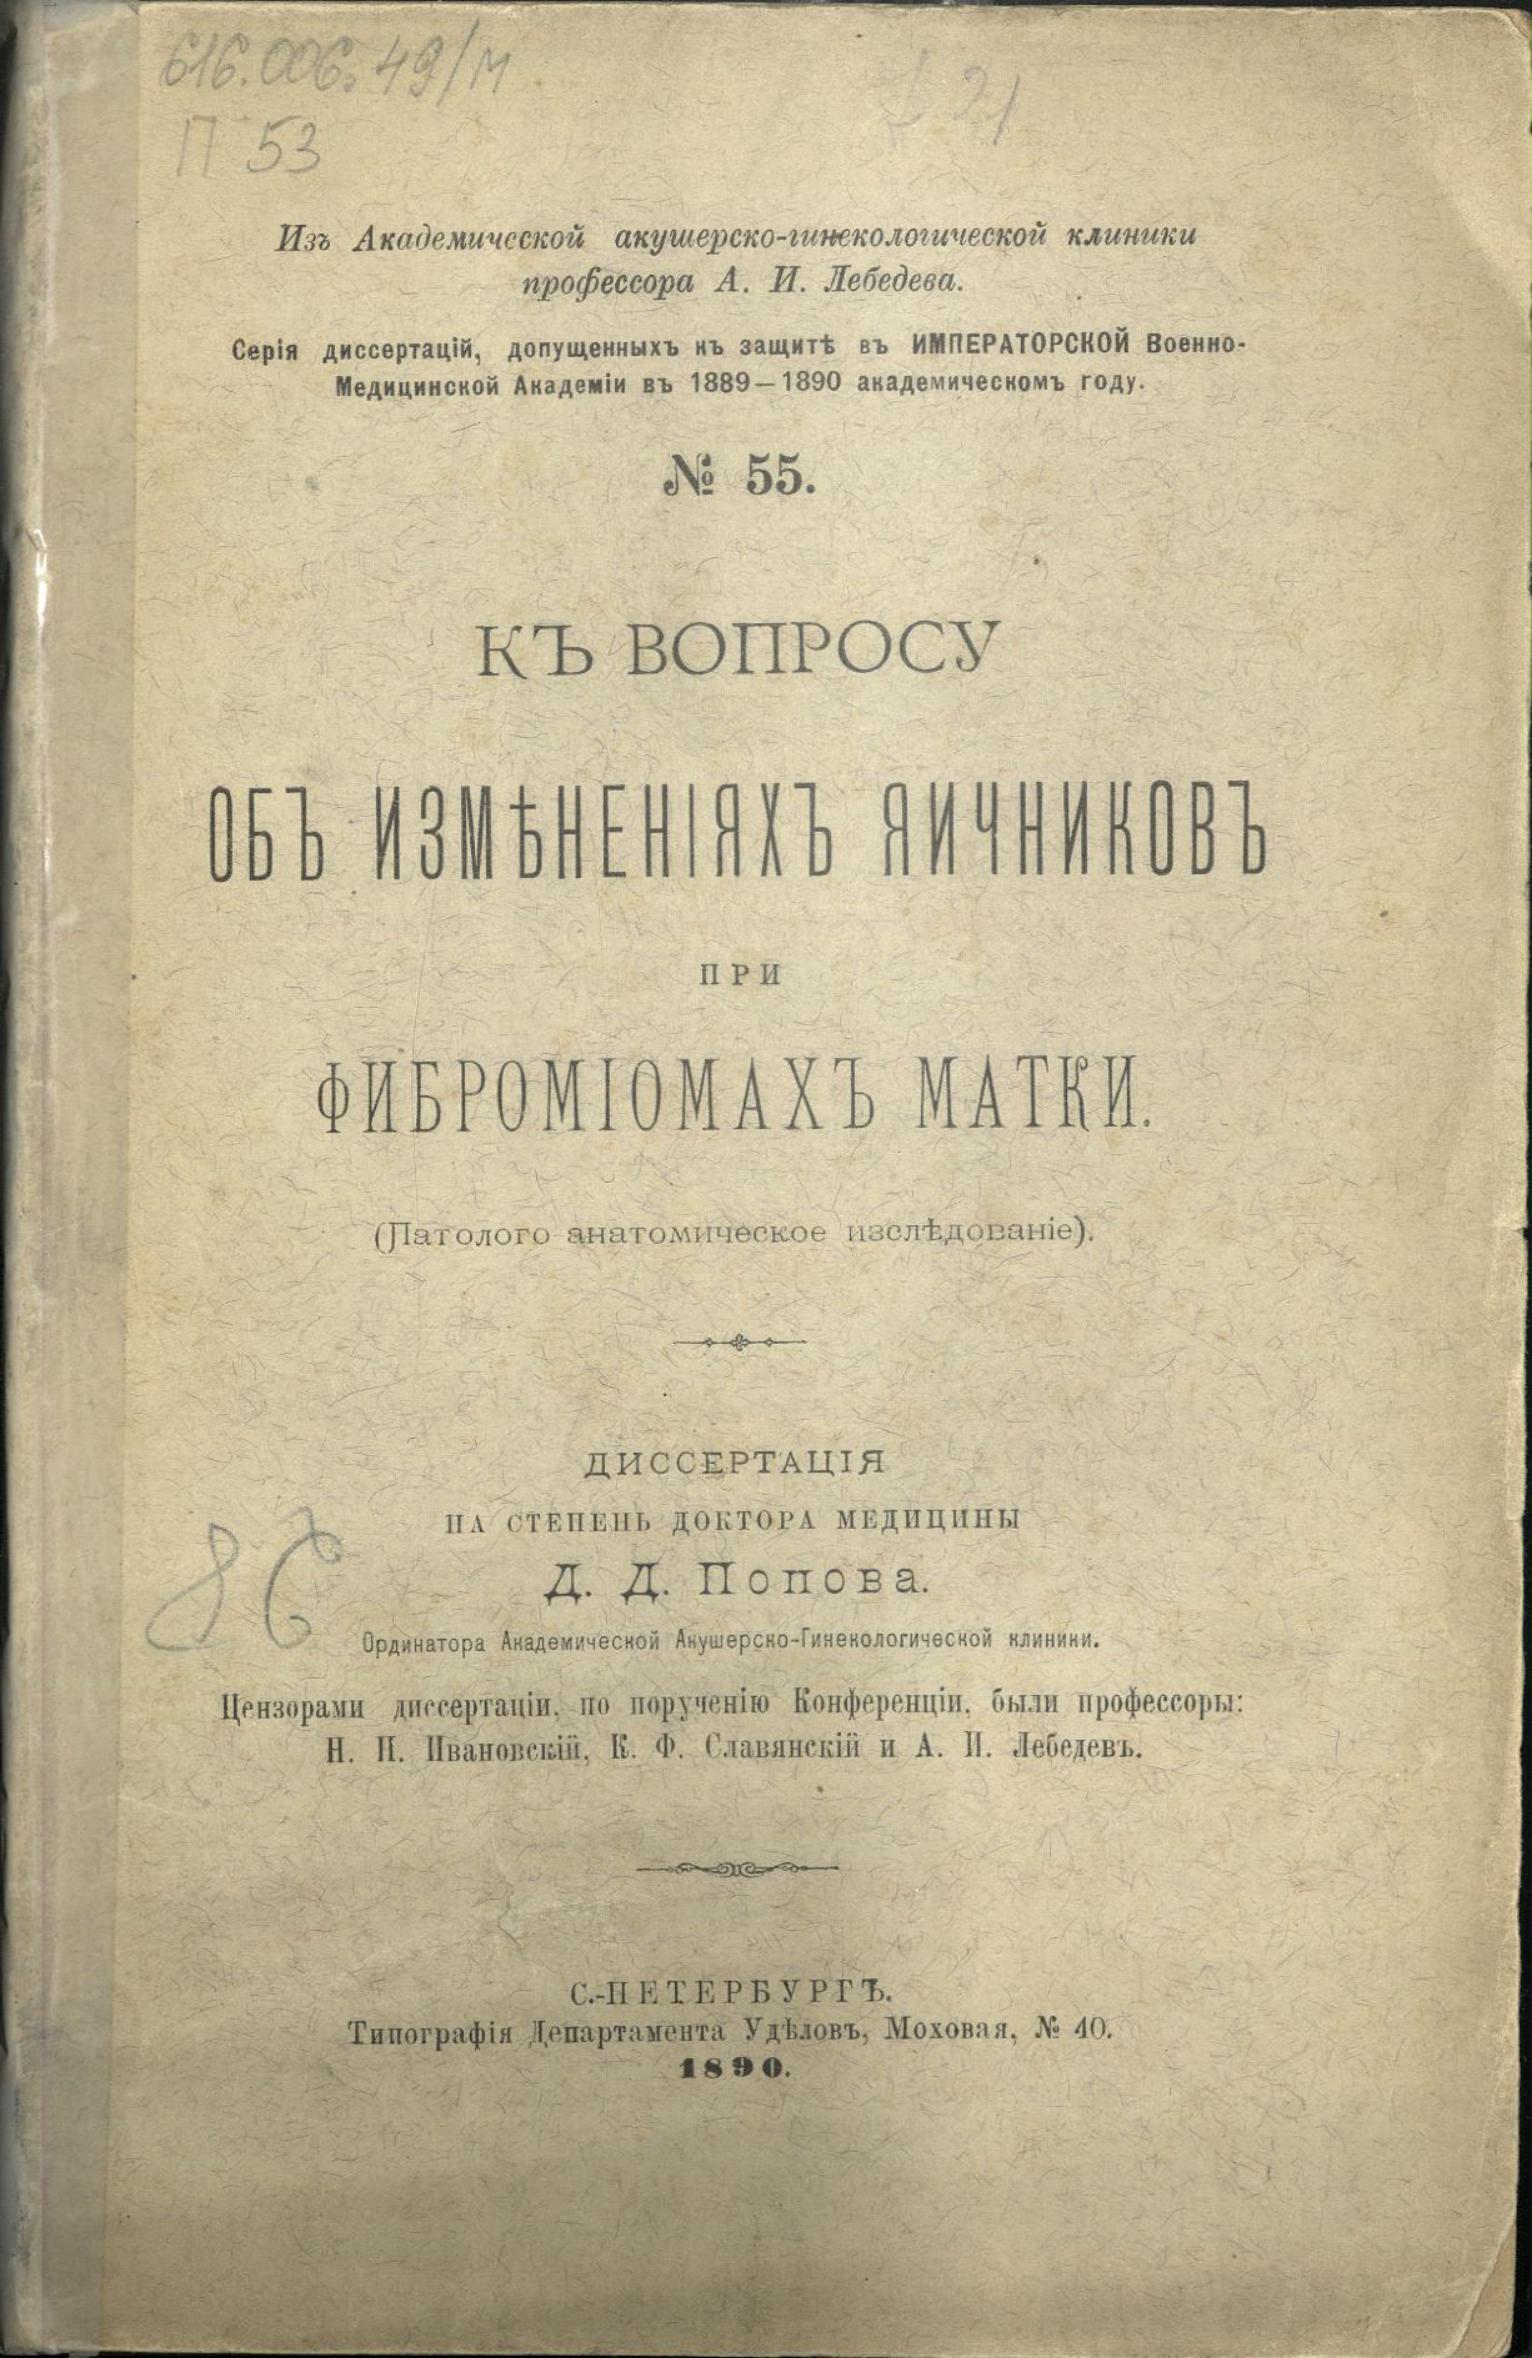 616.006.49/м
П 53
Изъ Академической акушерско-гинекологической клиники
профессора А. И. Лебедева.
Серія диссертацій, допущенныхъ къ защитѣ въ ИМПЕРАТОРСКОЙ Военно-
Медицинской Академіи въ 1889—1890 академическомъ году.
№ 55.
КЪ ВОПРОСУ
ОБЪ ИЗМѢНЕНІЯХЪ ЯИЧНИКОВЪ
ПРИ
ФИБРОМІОМАХЪ МАТКИ.
(Патолого анатомическое изслѣдованіе).
ДИССЕРТАЦІЯ
НА СТЕПЕНЬ ДОКТОРА МЕДИЦИНЫ
Д. Д. Попова.
Ординатора Академической Акушерско-Гинекологической клиники.
Цензорами диссертаціи, по порученію Конференціи, были профессоры:
Н. П. Ивановскій, К. Ф. Славянскій и А. И. Лебедевъ.
С.-ПЕТЕРБУРГЪ.
Типографія Департамента Удѣловъ, Моховая, № 40.
1890.